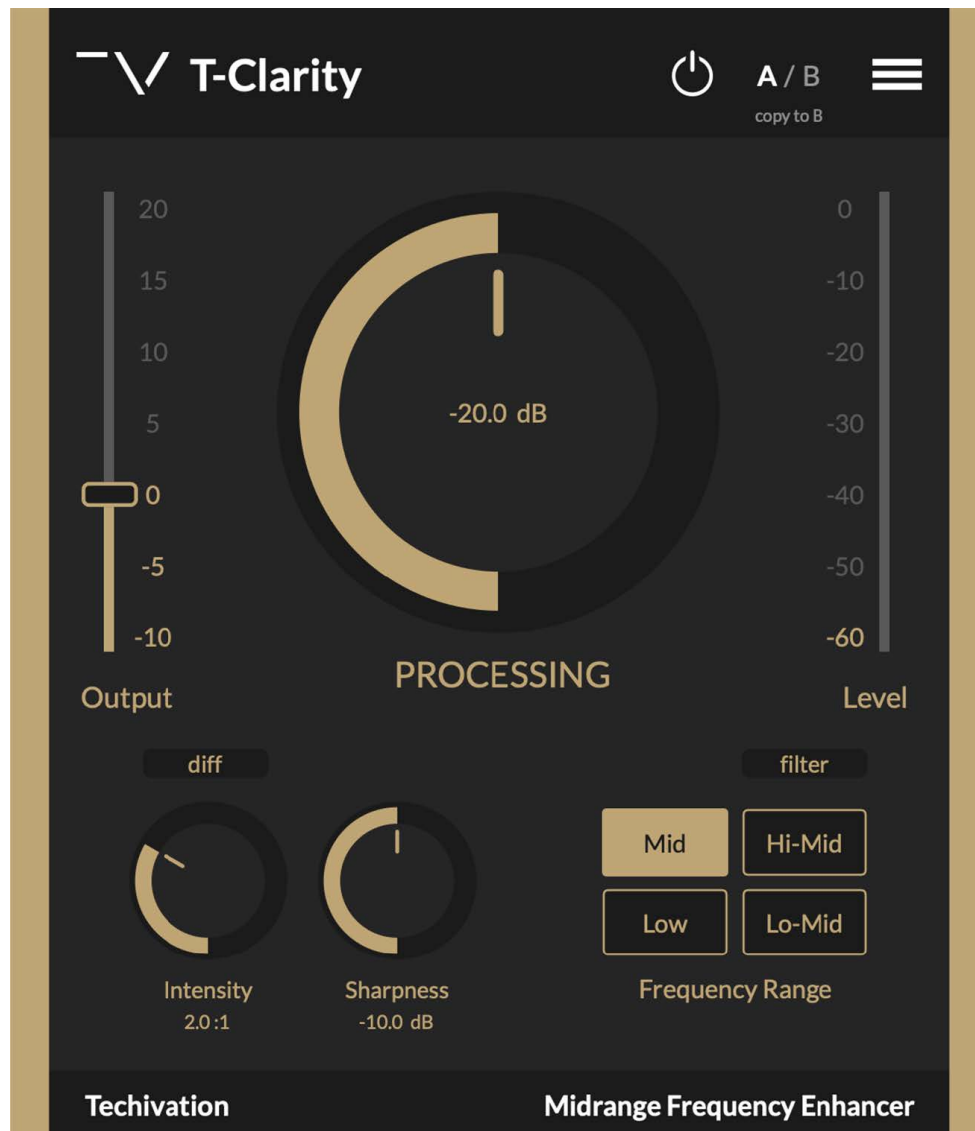 T-Clarity
A / B
copy to B
20
15
10
5
0
-5
-10
Output
-20.0 dB
PROCESSING
0
-10
-20
-30
-40
-50
-60
Level
diff
filter
Intensity
2.0 :1
Sharpness
-10.0 dB
Mid
Hi-Mid
Low
Lo-Mid
Frequency Range
Techivation
Midrange Frequency Enhancer